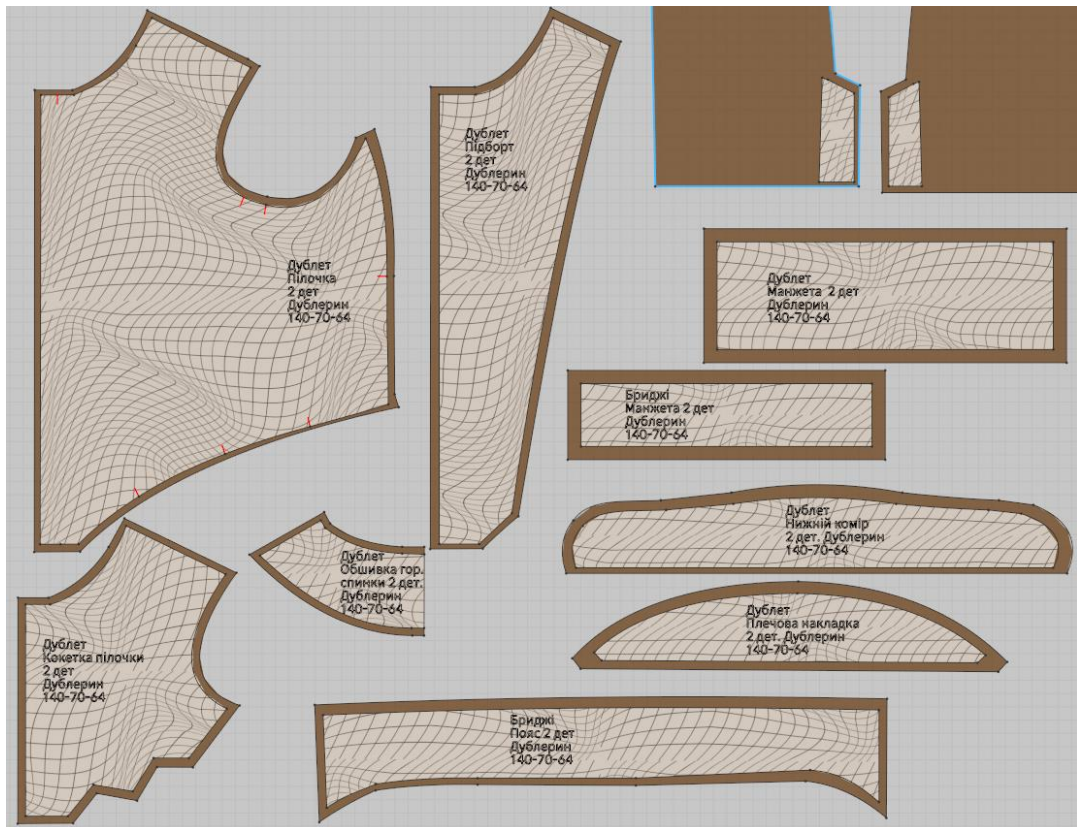 Дублет
Пілочка
2 дет
Дублерин
140-70-64
Дублет
Підборт
2 дет
Дублерин
140-70-64
Дублет
Манжета 2 дет
Дублерин
140-70-64
Бриджі
Манжета 2 дет
Дублерин
140-70-64
Дублет
Нижній комір
2 дет. Дублерин
140-70-64
Дублет
Обшивка гор.
спинки 2 дет.
Дублерин
140-70-64
Дублет
Плечова накладка
2 дет. Дублерин
140-70-64
Дублет
Кокетка пілочки
2 дет
Дублерин
140-70-64
Бриджі
Пояс 2 дет
Дублерин
140-70-64